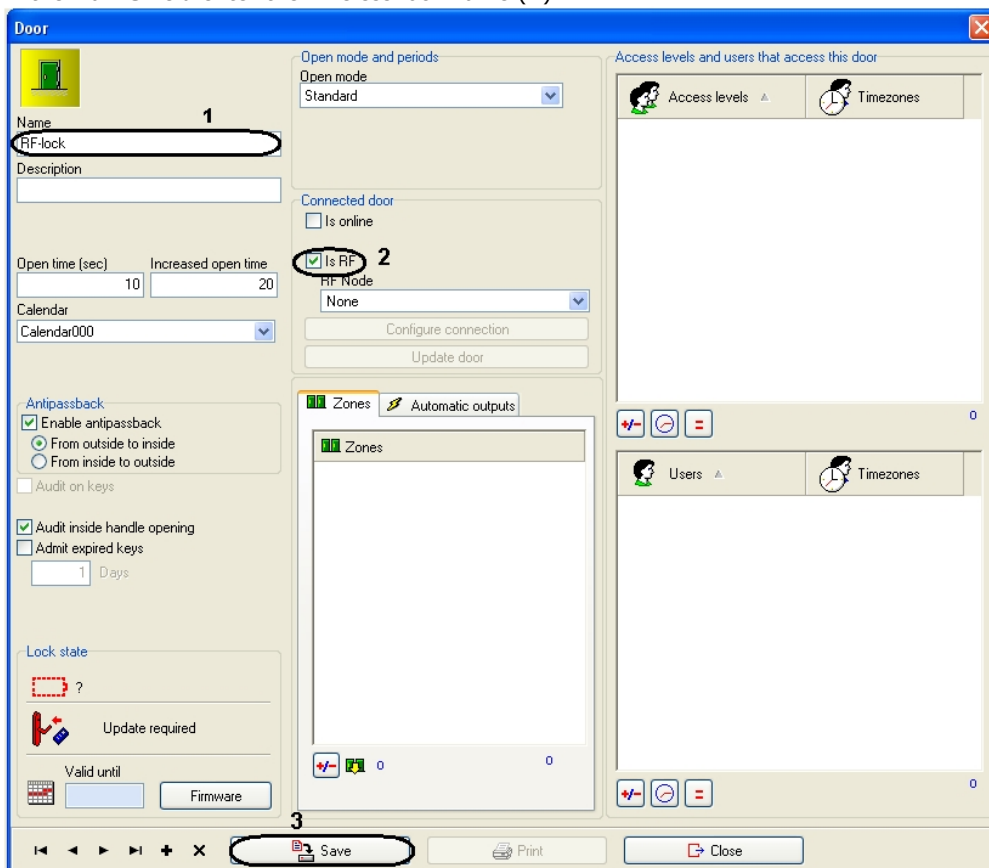 Door
Name
1
RF-lock
Description
Open time (sec)
Increased open time
10
20
Calendar
Calendar000
Antipassback
Enable antipassback
From outside to inside
From inside to outside
Audit on keys
Audit inside handle opening
Admit expired keys
1 Days
Lock state
?
Update required
Valid until
Firmware
Open mode and periods
Open mode
Standard
Connected door
Is online
Is RF
2
RF Node
None
Configure connection
Update door
Zones
Automatic outputs
Zones
+/-
0
0
Access levels and users that access this door
Access levels
Timezones
+/-
=
0
Users
Timezones
+/-
=
0
3
Save
Print
Close